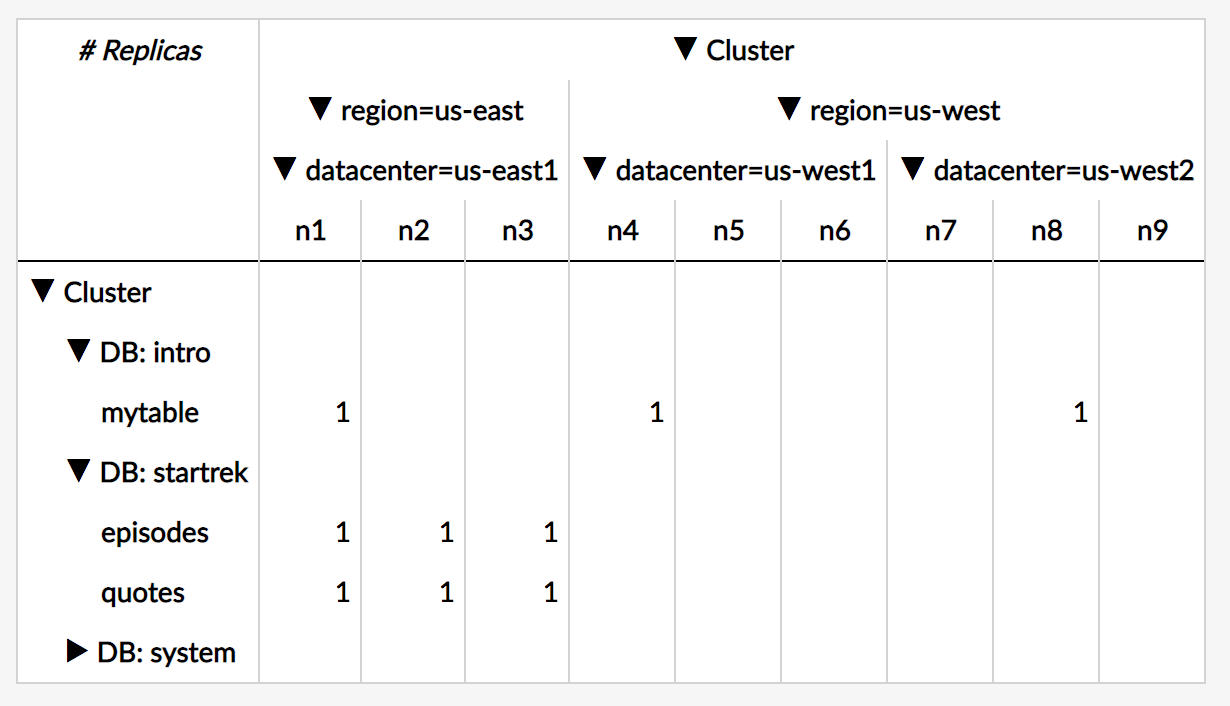 # Replicas ▼ Cluster
▼ region=us-east ▼ region=us-west
▼ datacenter=us-east1 ▼ datacenter=us-west1 ▼ datacenter=us-west2
n1 n2 n3 n4 n5 n6 n7 n8 n9
▼ Cluster
▼ DB: intro
mytable 1 1 1
▼ DB: startrek
episodes 1 1 1
quotes 1 1 1
▶ DB: system